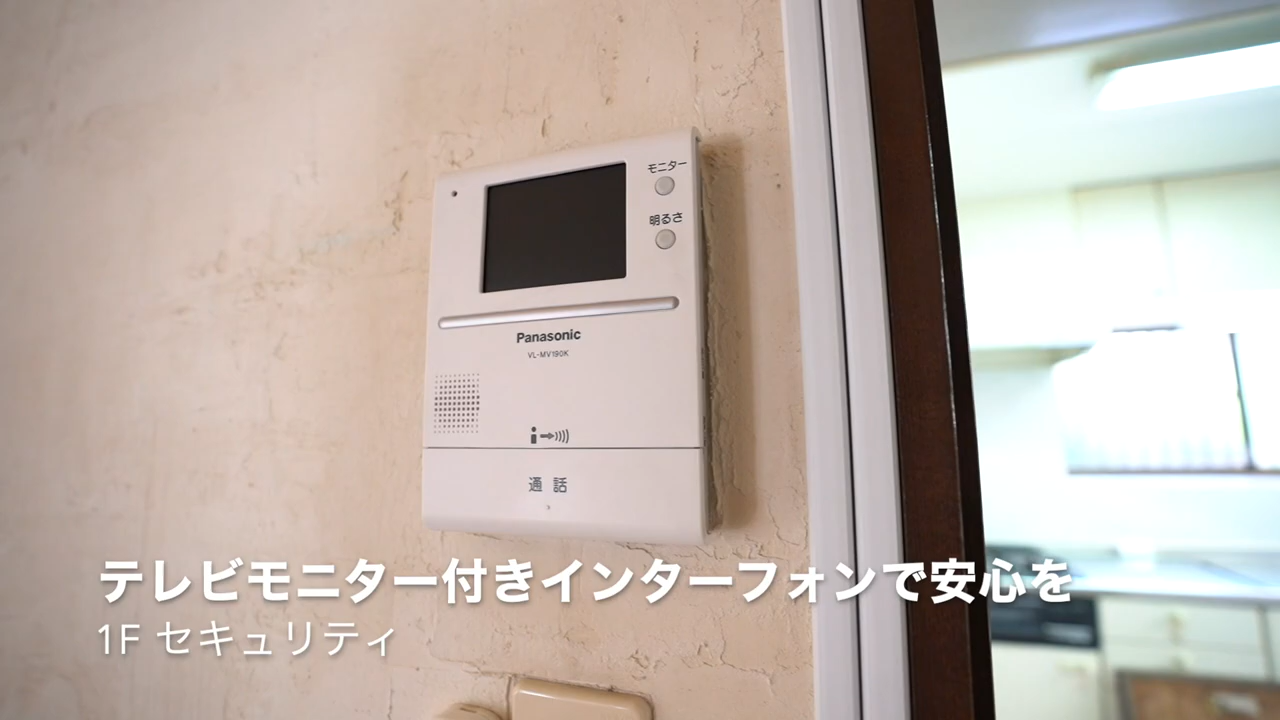 モニター
明るさ
Panasonic
VL-MV190K
通話
テレビモニター付きインターフォンで安心を
1F セキュリティ